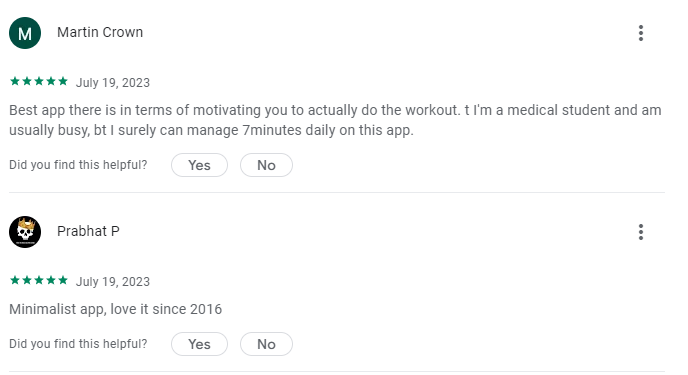 M
Martin Crown
July 19, 2023
Best app there is in terms of motivating you to actually do the workout. t I'm a medical student and am
usually busy, bt I surely can manage 7minutes daily on this app.
Did you find this helpful? Yes No
Prabhat P
July 19, 2023
Minimalist app, love it since 2016
Did you find this helpful? Yes No